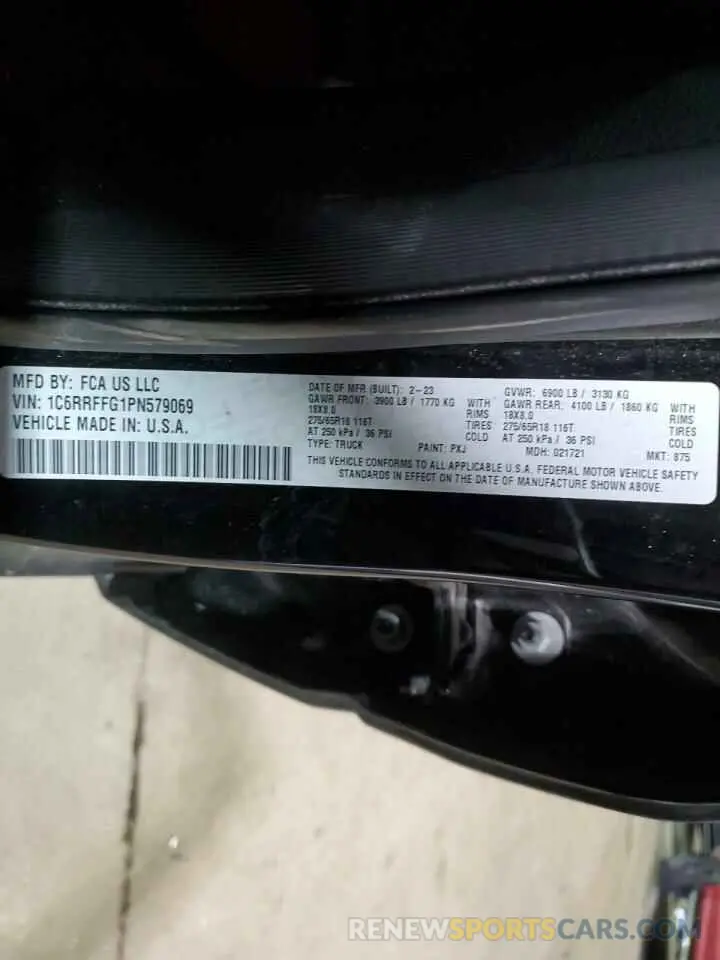 MFD BY: FCA US LLC
VIN: 1C6RRFFG1PN579069
VEHICLE MADE IN: U.S.A.
DATE OF MFR (BUILT): 2-23 GVWR: 6900 LB / 3130 KG
GAWR FRONT: 3900 LB / 1770 KG WITH GAWR REAR: 4100 LB / 1860 KG WITH
18X8.0 RIMS 18X8.0 RIMS
275/65R18 116T TIRES 275/65R18 116T TIRES
AT 250 kPa / 36 PSI COLD AT 250 kPa / 36 PSI COLD
TYPE: TRUCK PAINT: PXJ MDH: 021721 MKT: 875
THIS VEHICLE CONFORMS TO ALL APPLICABLE U.S.A. FEDERAL MOTOR VEHICLE SAFETY
STANDARDS IN EFFECT ON THE DATE OF MANUFACTURE SHOWN ABOVE.
RENEWSPORTSCARS.COM